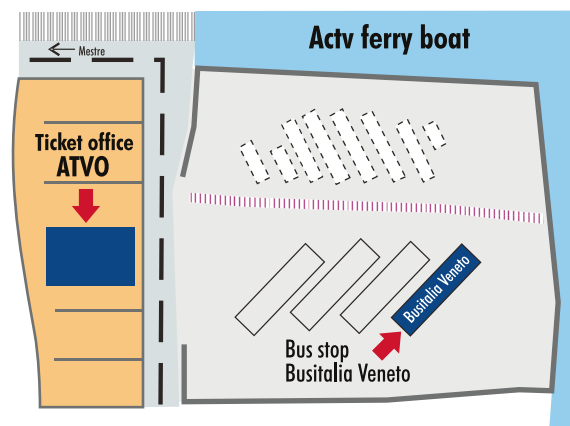 Actv ferry boat
Mestre
Ticket office
ATVO
Busitalia Veneto
Bus stop
Busitalia Veneto